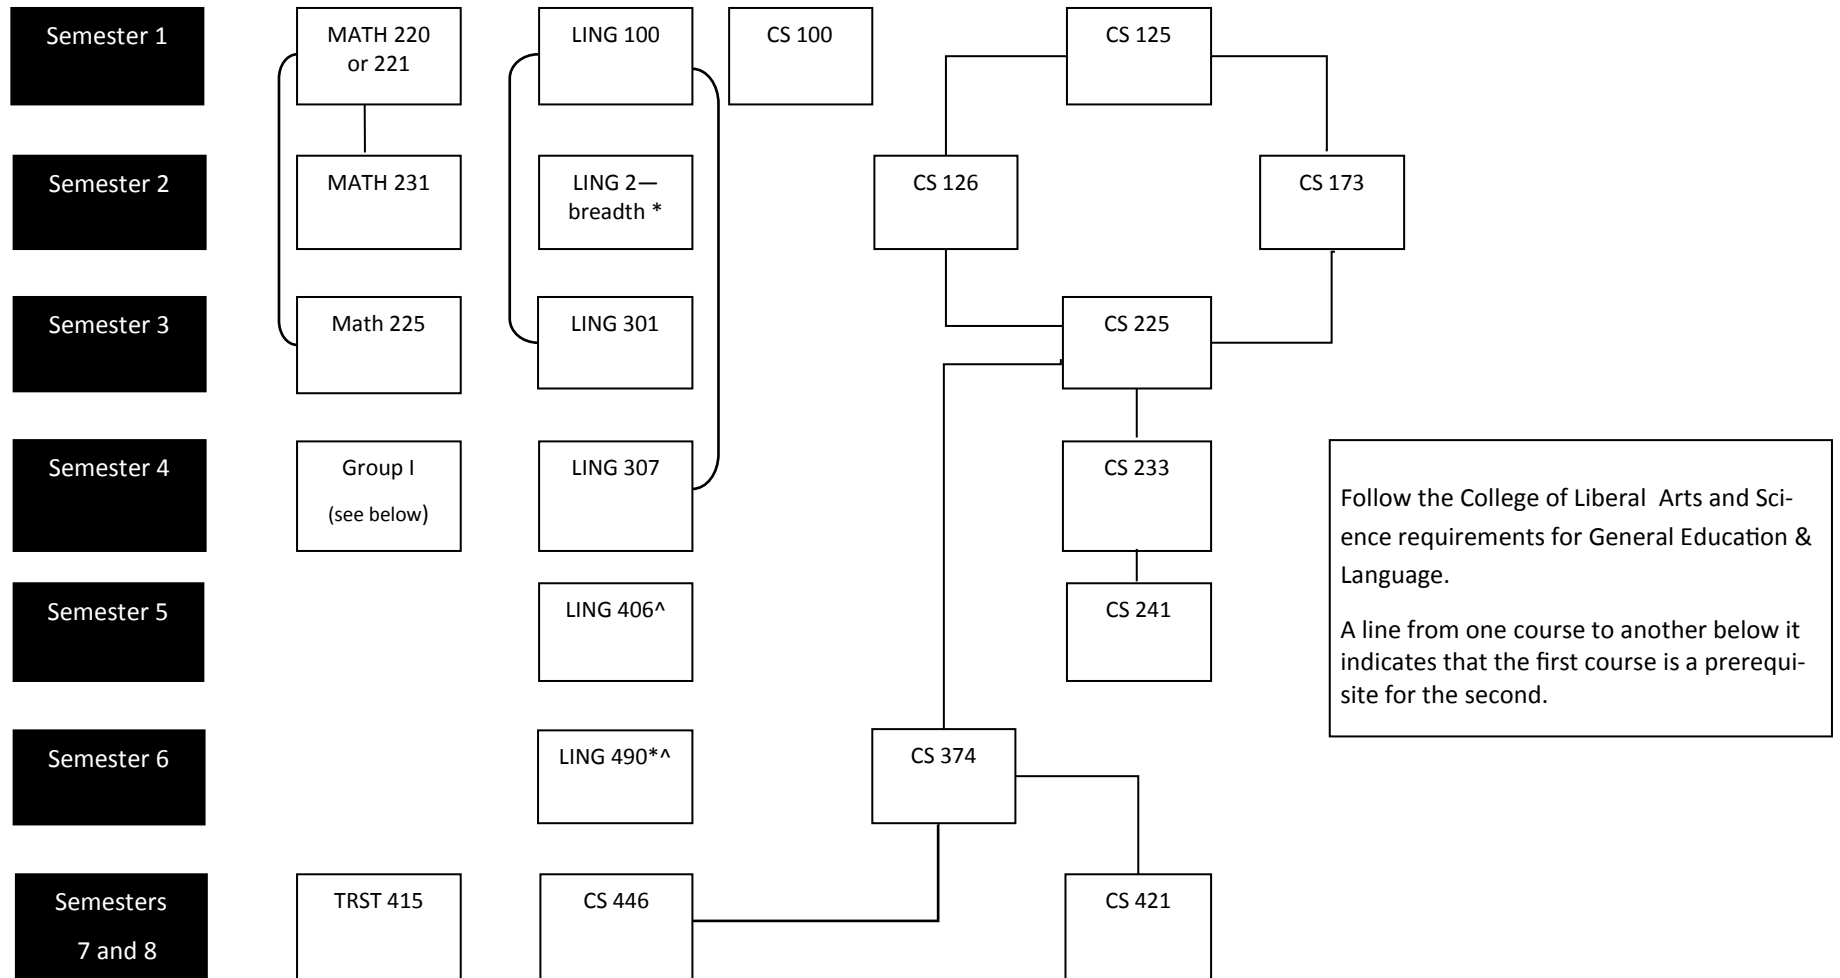 Semester 1
MATH 220
or 221
LING 100
CS 100
CS 125
Semester 2
MATH 231
LING 2—
breadth *
CS 126
CS 173
Semester 3
Math 225
LING 301
CS 225
Semester 4
Group I
(see below)
LING 307
CS 233
Follow the College of Liberal Arts and Sci-
ence requirements for General Education &
Language.
A line from one course to another below it
indicates that the first course is a prerequi-
site for the second.
Semester 5
LING 406^
CS 241
Semester 6
LING 490*^
CS 374
Semesters
7 and 8
TRST 415
CS 446
CS 421